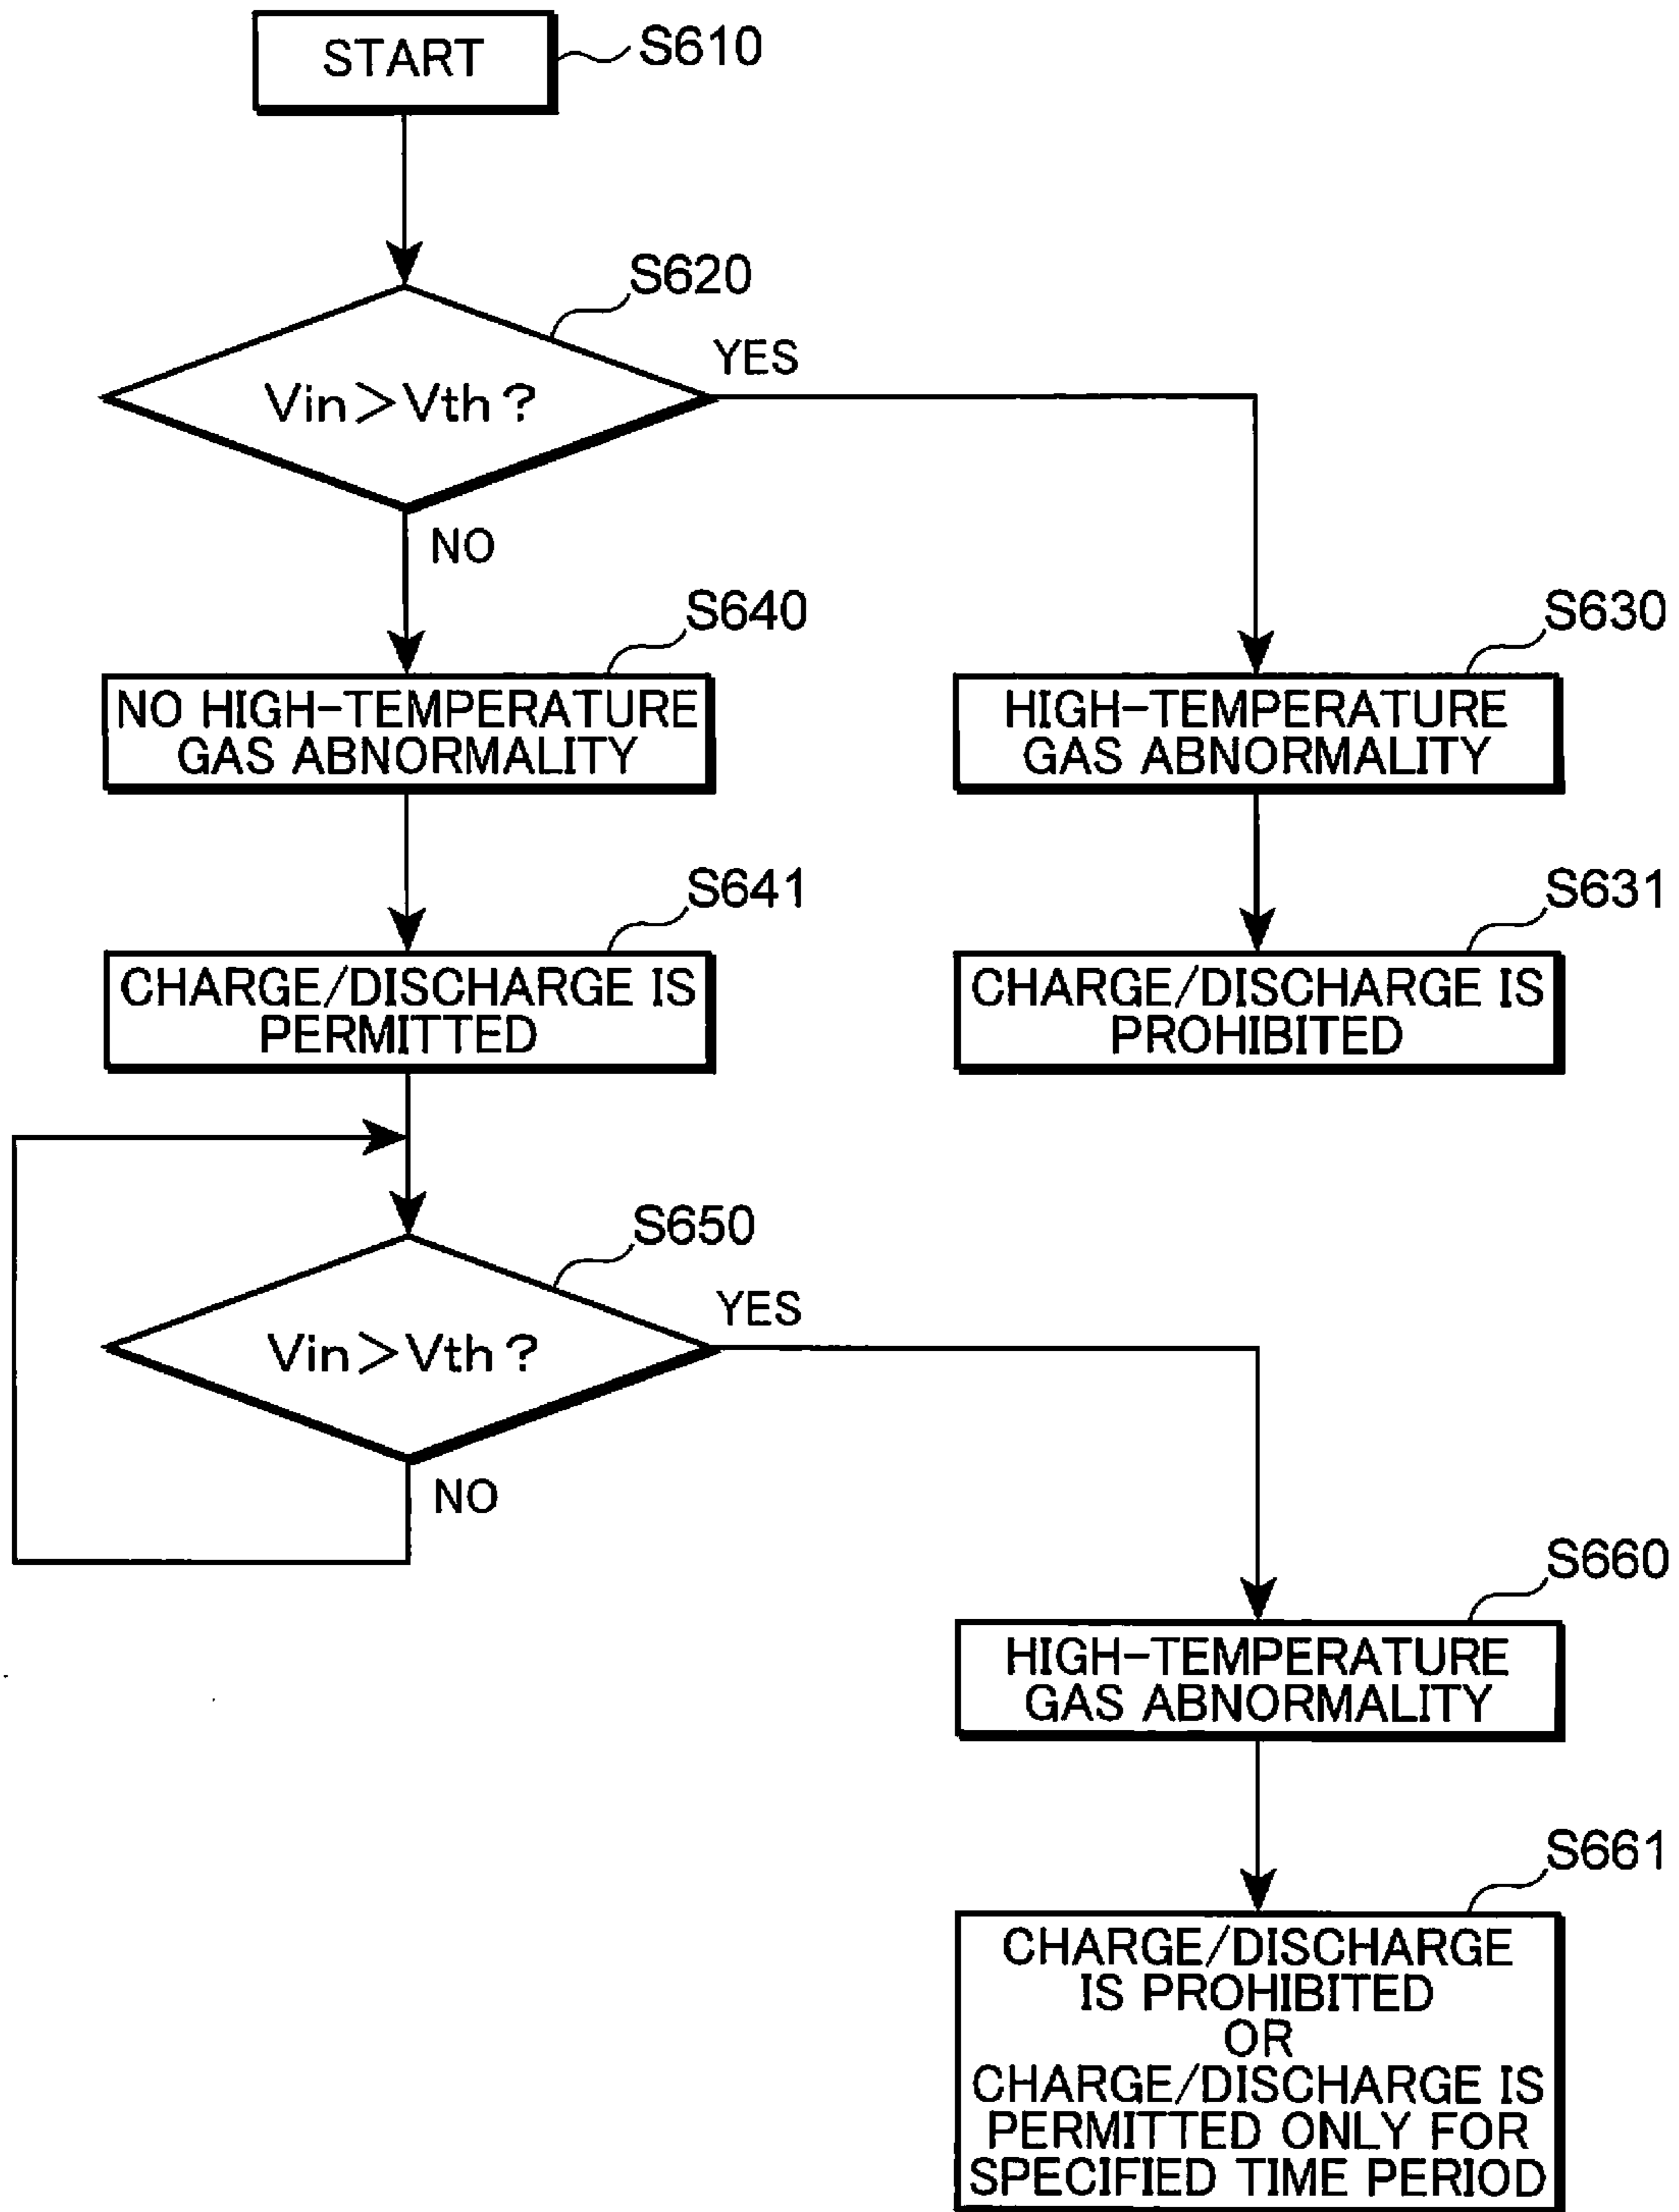 START
S610
S620
Vin>Vth?
YES
NO
S640
NO HIGH-TEMPERATURE
GAS ABNORMALITY
S630
HIGH-TEMPERATURE
GAS ABNORMALITY
S641
CHARGE/DISCHARGE IS
PERMITTED
S631
CHARGE/DISCHARGE IS
PROHIBITED
S650
Vin>Vth?
YES
NO
S660
HIGH-TEMPERATURE
GAS ABNORMALITY
S661
CHARGE/DISCHARGE
IS PROHIBITED
OR
CHARGE/DISCHARGE IS
PERMITTED ONLY FOR
SPECIFIED TIME PERIOD